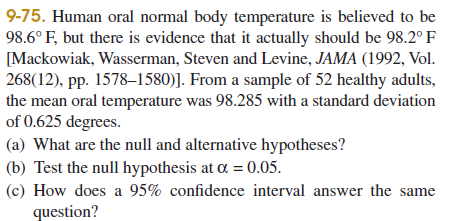 9-75. Human oral normal body temperature is believed to be
98.6° F, but there is evidence that it actually should be 98.2° F
[Mackowiak, Wasserman, Steven and Levine, JAMA (1992, Vol.
268(12), pp. 1578–1580)]. From a sample of 52 healthy adults,
the mean oral temperature was 98.285 with a standard deviation
of 0.625 degrees.
(a) What are the null and alternative hypotheses?
(b) Test the null hypothesis at α = 0.05.
(c) How does a 95% confidence interval answer the same
question?